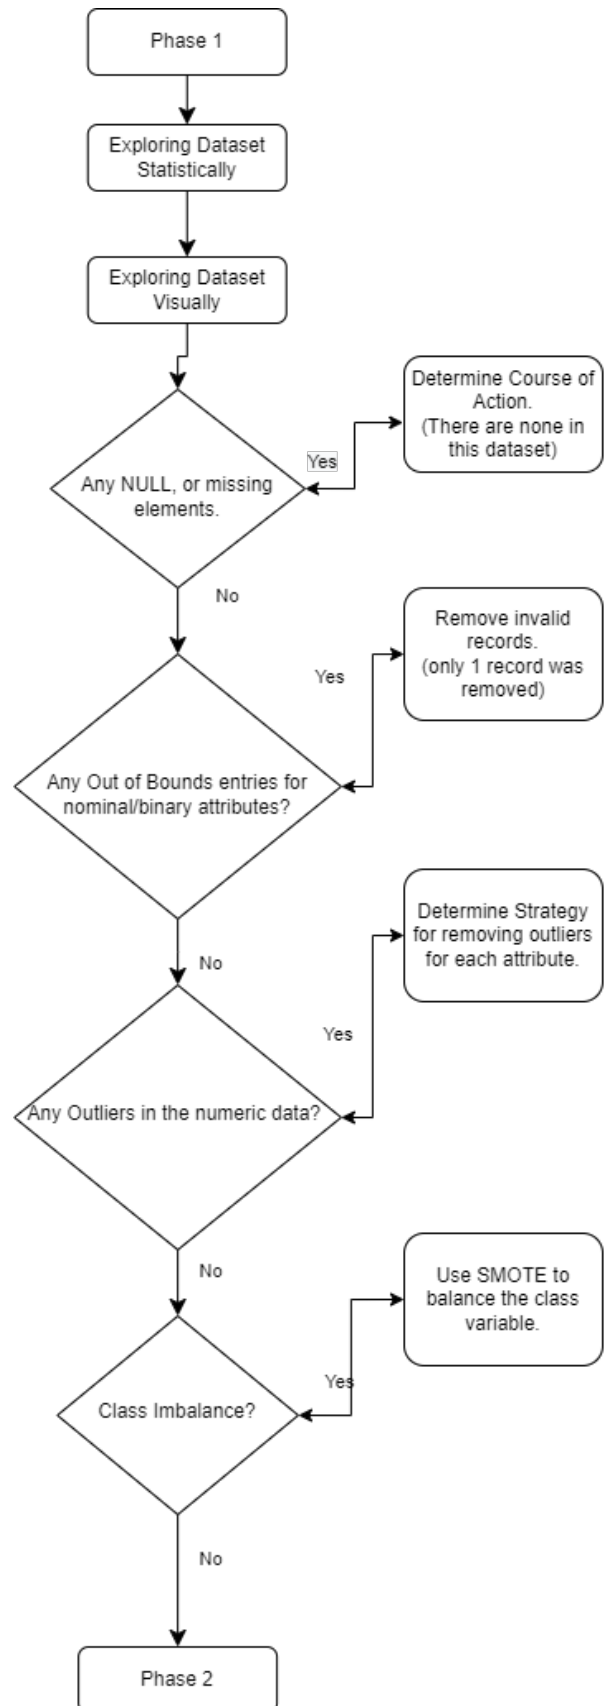 Phase 1
Exploring Dataset
Statistically
Exploring Dataset
Visually
Determine Course of
Action.
(There are none in
this dataset)
Yes
Any NULL, or missing
elements.
No
Remove invalid
records.
(only 1 record was
removed)
Yes
Any Out of Bounds entries for
nominal/binary attributes?
Determine Strategy
for removing outliers
for each attribute.
No
Yes
Any Outliers in the numeric data?
No
Use SMOTE to
balance the class
variable.
Yes
Class Imbalance?
No
Phase 2